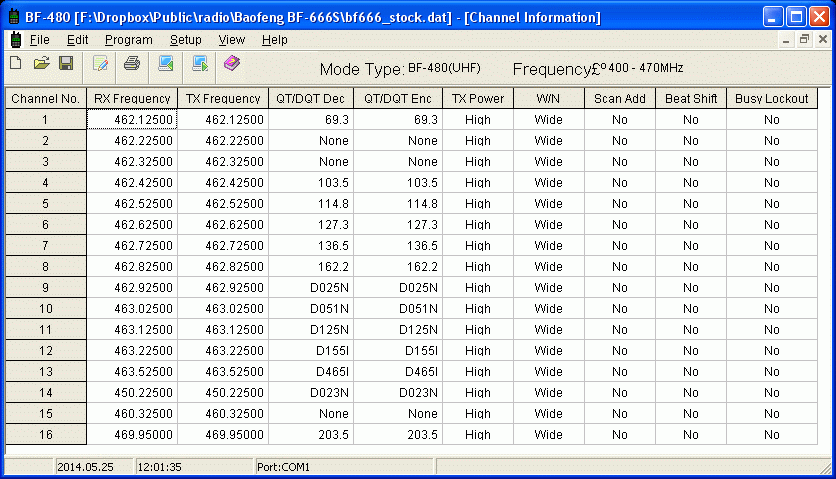 BF-480 [F:\Dropbox\Public\radio\Baofeng BF-666S\bf666_stock.dat] - [Channel Information]
File Edit Program Setup View Help
Mode Type: BF-480(UHF) Frequency£º 400 - 470MHz
Channel No. RX Frequency TX Frequency QT/DQT Dec QT/DQT Enc TX Power W/N Scan Add Beat Shift Busy Lockout
1 462.12500 462.12500 69.3 69.3 High Wide No No No
2 462.22500 462.22500 None None High Wide No No No
3 462.32500 462.32500 None None High Wide No No No
4 462.42500 462.42500 103.5 103.5 High Wide No No No
5 462.52500 462.52500 114.8 114.8 High Wide No No No
6 462.62500 462.62500 127.3 127.3 High Wide No No No
7 462.72500 462.72500 136.5 136.5 High Wide No No No
8 462.82500 462.82500 162.2 162.2 High Wide No No No
9 462.92500 462.92500 D025N D025N High Wide No No No
10 463.02500 463.02500 D051N D051N High Wide No No No
11 463.12500 463.12500 D125N D125N High Wide No No No
12 463.22500 463.22500 D155I D155I High Wide No No No
13 463.52500 463.52500 D465I D465I High Wide No No No
14 450.22500 450.22500 D023N D023N High Wide No No No
15 460.32500 460.32500 None None High Wide No No No
16 469.95000 469.95000 203.5 203.5 High Wide No No No
2014.05.25 12:01:35 Port:COM1